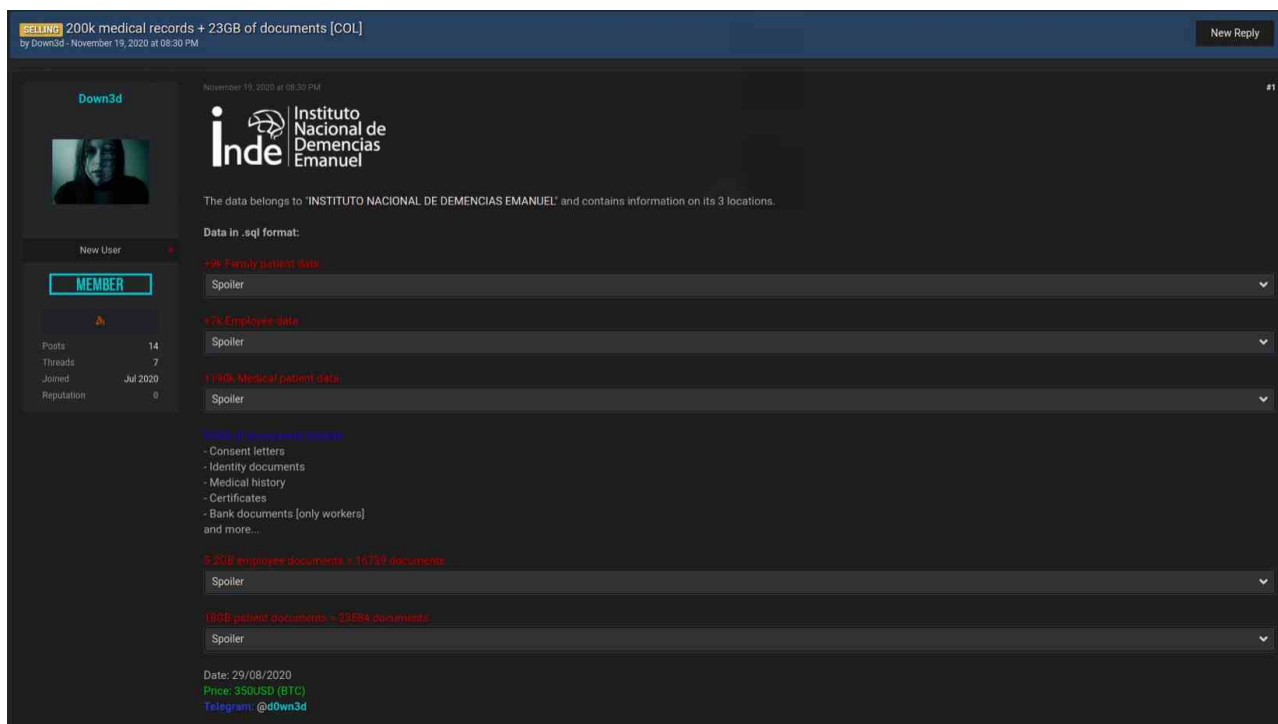 SELLING 200k medical records + 23GB of documents [COL]
by Down3d - November 19, 2020 at 08:30 PM
New Reply
Down3d
New User
MEMBER
Posts 14
Threads 7
Joined Jul 2020
Reputation 0
November 19, 2020 at 08:30 PM
#1
inde
Instituto
Nacional de
Demencias
Emanuel
The data belongs to "INSTITUTO NACIONAL DE DEMENCIAS EMANUEL" and contains information on its 3 locations.
Data in .sql format:
+9k Family patient data
Spoiler
+7k Employee data
Spoiler
+190k Medical patient data
Spoiler
- Consent letters
- Identity documents
- Medical history
- Certificates
- Bank documents [only workers]
and more...
5.2GB employee documents = 16739 documents
Spoiler
18GB patient documents = 23684 documents
Spoiler
Date: 29/08/2020
Price: 350USD (BTC)
Telegram: @d0wn3d